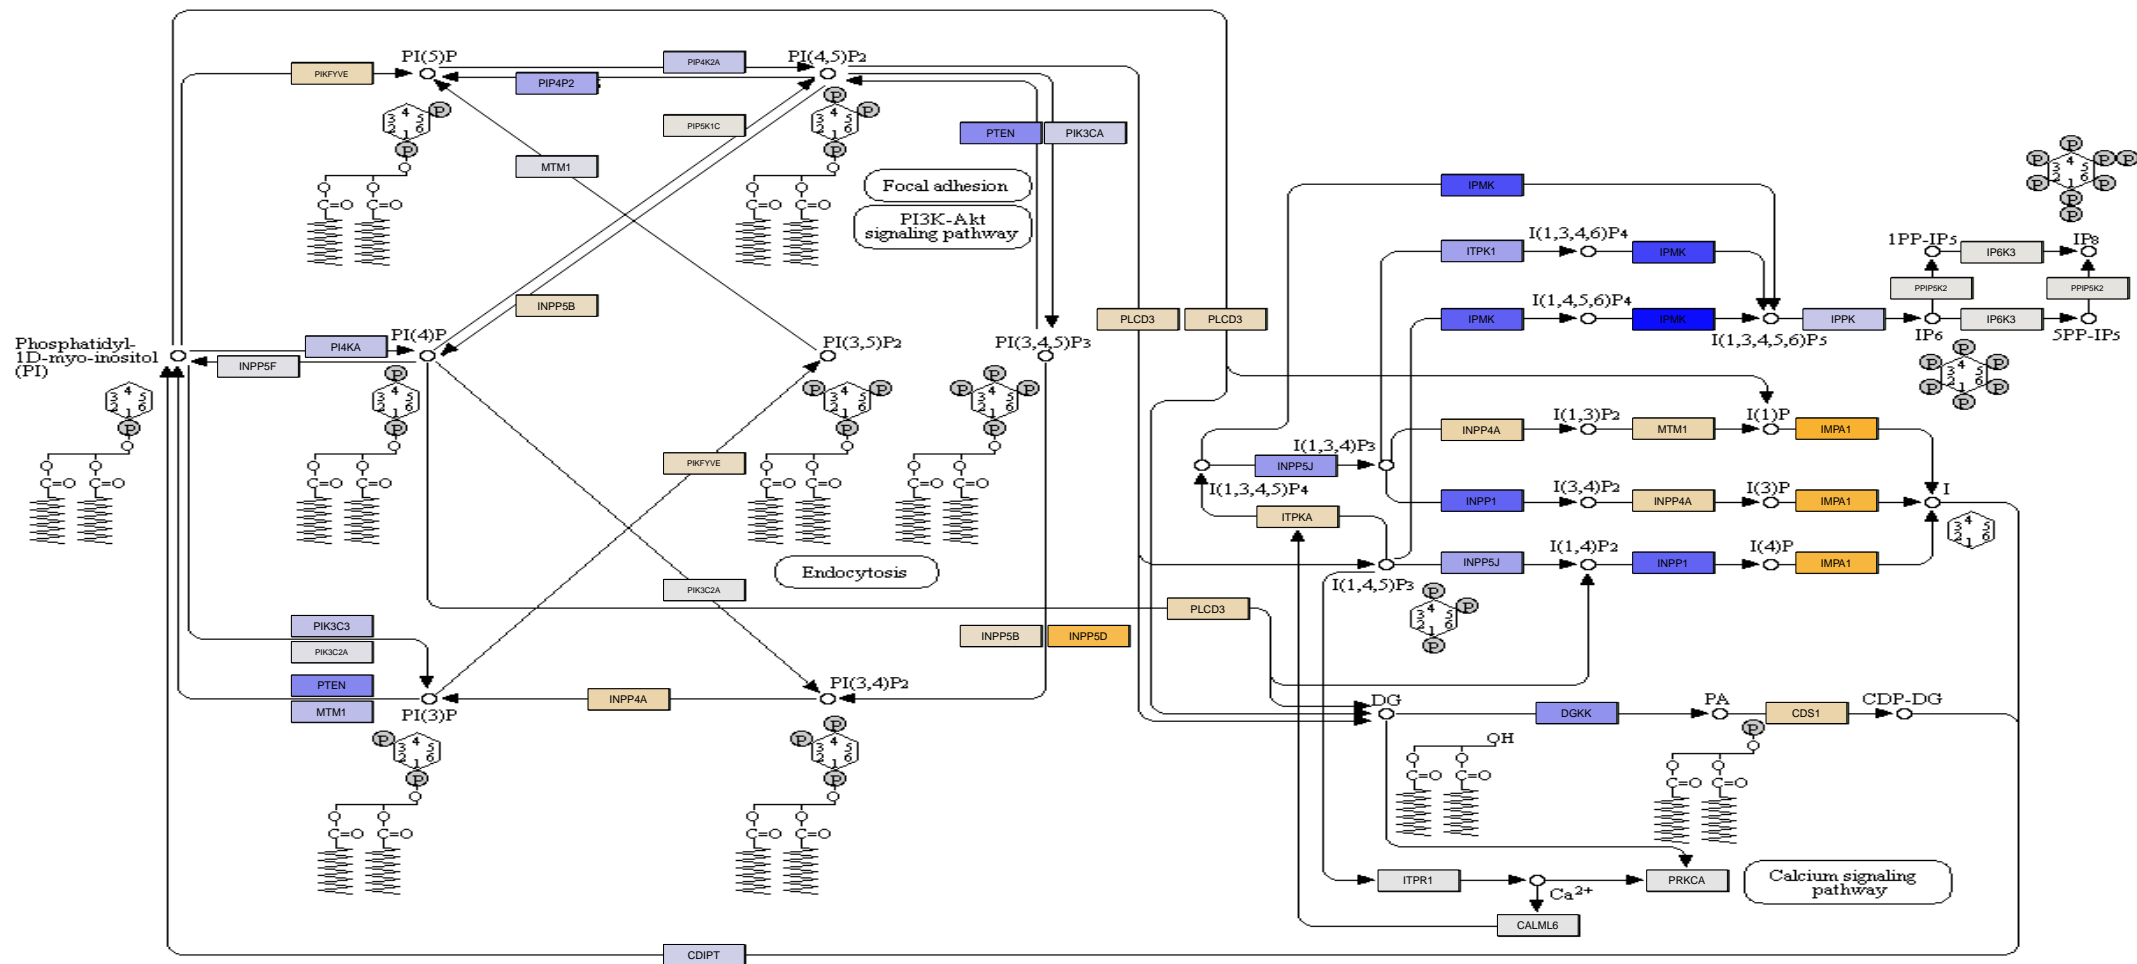 PI(5)P
PIKFYVE
PIP4K2A
PIP4P2
PI(4,5)P2
PIP5K1C
MTM1
PTEN
PIK3CA
Focal adhesion
PI3K-Akt
signaling pathway
INPP5B
PLCD3
PLCD3
Phosphatidyl-
1D-myo-inositol
(PI)
PI4KA
INPP5F
PI(4)P
PI(3,5)P2
PI(3,4,5)P3
PIKFYVE
Endocytosis
PIK3C2A
PLCD3
PIK3C3
PIK3C2A
PTEN
MTM1
PI(3)P
INPP4A
PI(3,4)P2
INPP5B
INPP5D
IPMK
ITPK1
I(1,3,4,6)P4
IPMK
IPMK
I(1,4,5,6)P4
IPMK
I(1,3,4,5,6)P5
IPPK
1PP-IP5
IP6K3
IP8
PPIP5K2
PPIP5K2
IP6
IP6K3
5PP-IP5
INPP4A
I(1,3)P2
MTM1
I(1)P
IMPA1
I(1,3,4)P3
INPP5J
I(1,3,4,5)P4
INPP1
I(3,4)P2
INPP4A
I(3)P
IMPA1
I
ITPKA
I(1,4,5)P3
INPP5J
I(1,4)P2
INPP1
I(4)P
IMPA1
DG
DGKK
PA
CDS1
CDP-DG
OH
ITPR1
Ca2+
PRKCA
CALML6
Calcium signaling
pathway
CDIPT